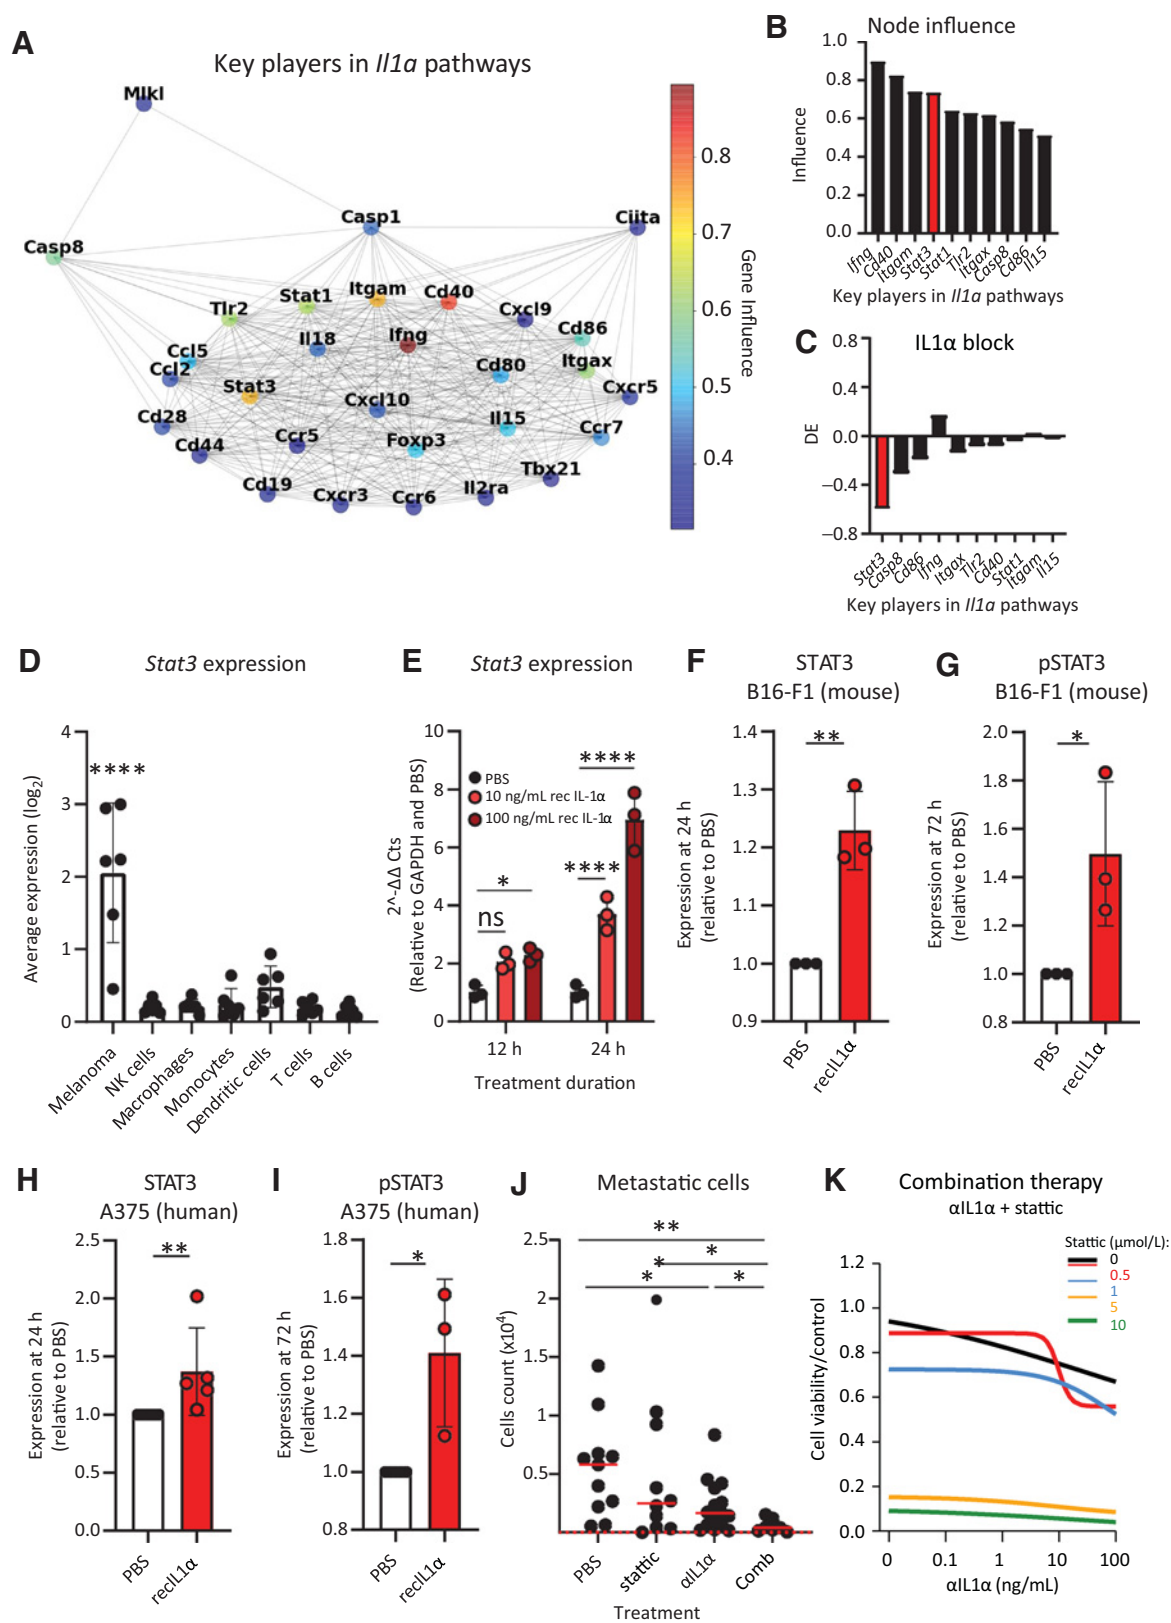 A
Key players in Il1a pathways
Mlkl
Casp1
Ciita
Casp8
Itgam
Cd40
Stat1
Tlr2
Cxcl9
Cd86
Il18
Ifng
Ccl5
Ccl2
Cd80
Itgax
Stat3
Cxcr5
Cxcl10
Cd28
Il15
Ccr7
Cd44
Ccr5
Foxp3
Tbx21
Cd19
Cxcr3
Ccr6
Il2ra
0.8
0.7
0.6
0.5
0.4
Gene Influence
B
Node influence
1.0
0.8
0.6
0.4
0.2
0.0
Influence
Ifng
Cd40
Itgam
Stat3
Stat1
Tlr2
Itgax
Casp8
Cd86
Il15
Key players in Il1a pathways
C
IL1α block
0.8
0.4
0.0
−0.4
−0.8
DE
Stat3
Casp8
Cd86
Ifng
Itgax
Tlr2
Cd40
Stat1
Itgam
Il15
Key players in Il1a pathways
D
Stat3 expression
4
3
2
1
0
Average expression (log2)
****
Melanoma
NK cells
Macrophages
Monocytes
Dendritic cells
T cells
B cells
E
Stat3 expression
10
8
6
4
2
0
2^-ΔΔ Cts
(Relative to GAPDH and PBS)
PBS
10 ng/mL rec IL-1α
100 ng/mL rec IL-1α
ns
*
****
****
12 h
24 h
Treatment duration
F
STAT3
B16-F1 (mouse)
1.4
1.3
1.2
1.1
1.0
0.9
Expression at 24 h
(relative to PBS)
**
PBS
recIL1α
G
pSTAT3
B16-F1 (mouse)
2.0
1.8
1.6
1.4
1.2
1.0
0.8
Expression at 72 h
(relative to PBS)
*
PBS
recIL1α
H
STAT3
A375 (human)
2.5
2.0
1.5
1.0
0.5
0.0
Expression at 24 h
(relative to PBS)
**
PBS
recIL1α
I
pSTAT3
A375 (human)
1.8
1.6
1.4
1.2
1.0
0.8
Expression at 72 h
(relative to PBS)
*
PBS
recIL1α
J
Metastatic cells
2.5
2
1
0.5
Cells count (x10⁴)
**
*
*
*
*
PBS
stattic
αIL1α
Comb
Treatment
K
Combination therapy
αIL1α + stattic
Stattic (μmol/L):
0
0.5
1
5
10
1.2
1.0
0.8
0.6
0.4
0.2
0.0
Cell viability/control
0
0.1
1
10
100
αIL1α (ng/mL)